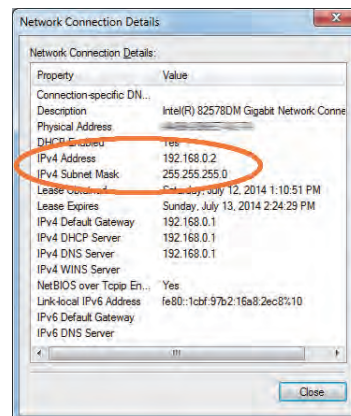 Network Connection Details
Network Connection Details:
Property Value
Connection-specific DN...
Description Intel(R) 82578DM Gigabit Network Conne
Physical Address
DHCP Enabled Yes
IPv4 Address 192.168.0.2
IPv4 Subnet Mask 255.255.255.0
Lease Obtained Saturday, July 12, 2014 1:10:51 PM
Lease Expires Sunday, July 13, 2014 2:24:29 PM
IPv4 Default Gateway 192.168.0.1
IPv4 DHCP Server 192.168.0.1
IPv4 DNS Server 192.168.0.1
IPv4 WINS Server
NetBIOS over Tcpip En... Yes
Link-local IPv6 Address fe80::1cbf:97b2:16a8:2ec8%10
IPv6 Default Gateway
IPv6 DNS Server
Close